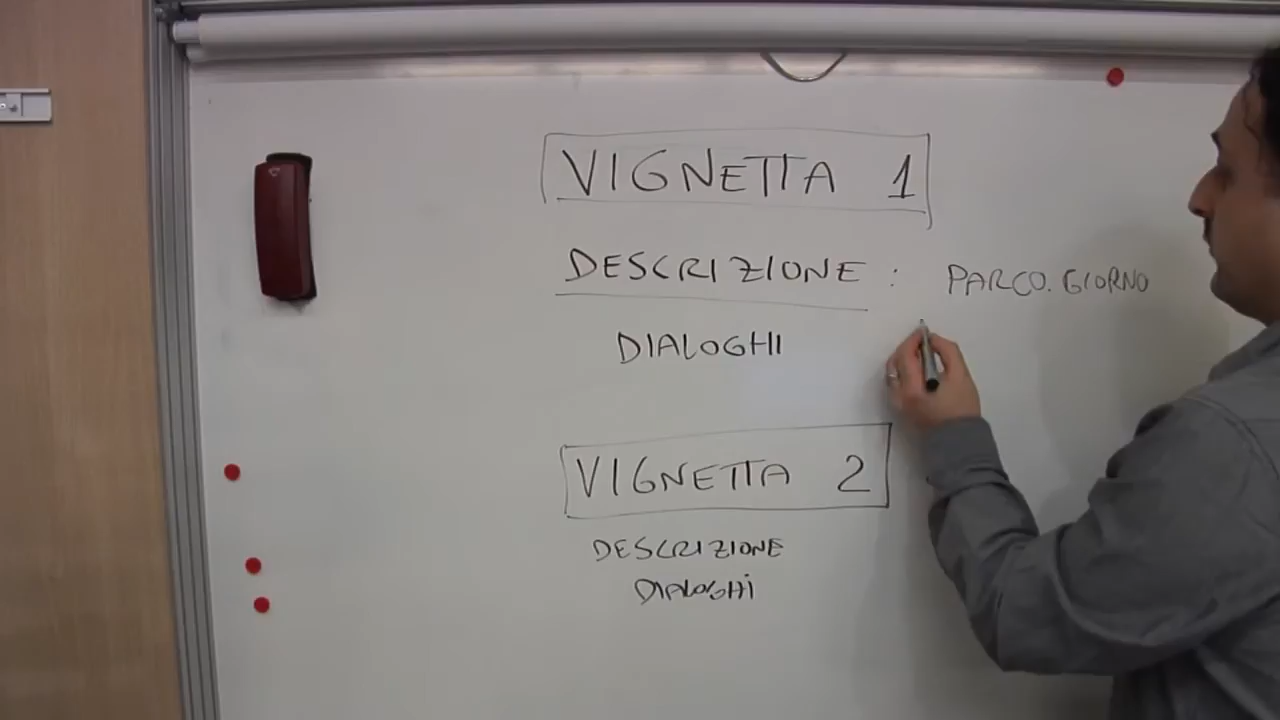 VIGNETTA 1
DESCRIZIONE : PARCO. GIORNO
DIALOGHI
VIGNETTA 2
DESCRIZIONE
DIALOGHI